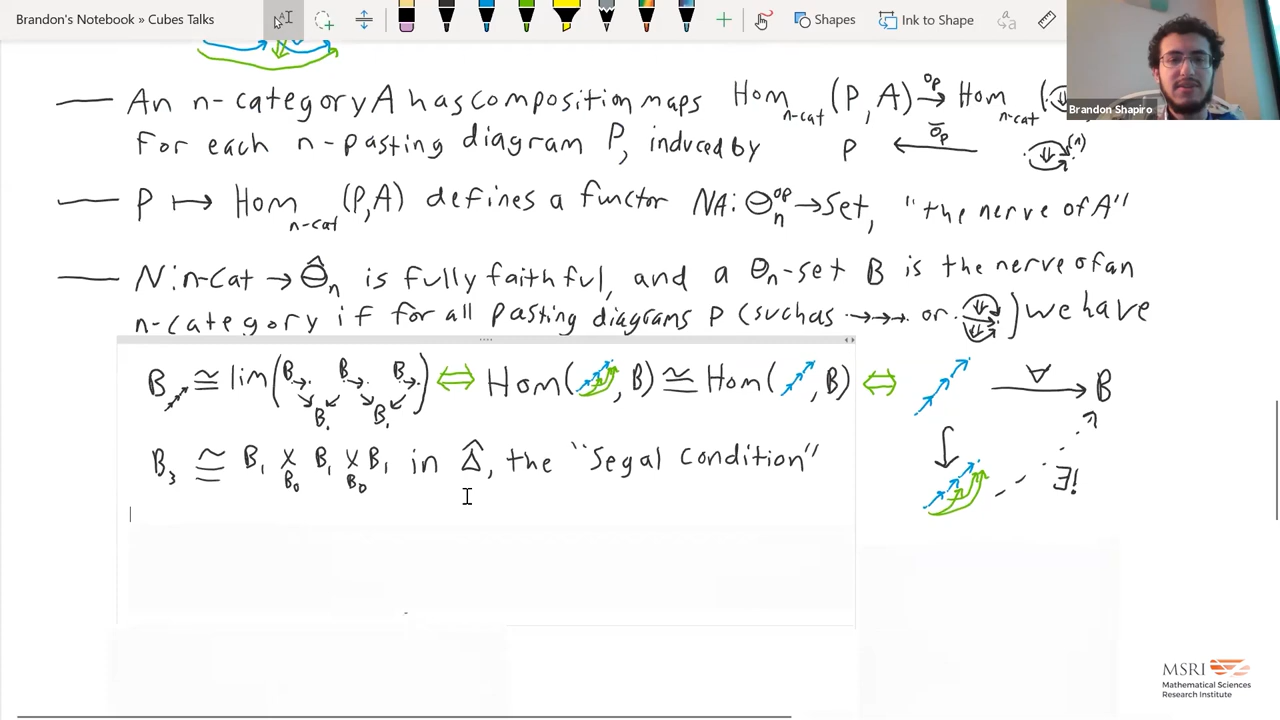 Brandon's Notebook » Cubes Talks
Shapes
Ink to Shape
Brandon Shapiro
— An n-category A has composition maps Hom_{n-cat}(P, A) →^{op} Hom_{n-cat}(
For each n-pasting diagram P, induced by P ←^{o̅p}
— P ↦ Hom_{n-cat}(P,A) defines a functor NA: Θ_n^{op} → Set, "the nerve of A"
— N: n-Cat → Θ̂_n is fully faithful, and a Θ_n-set B is the nerve of an
n-category if for all pasting diagrams P (such as →→→ or ) we have
B ≅ lim( B B B B_1 B_1 ) ⇔ Hom( , B) ≅ Hom( , B) ⇔ ∀ B
B_3 ≅ B_1 ×_{B_0} B_1 ×_{B_0} B_1 in Δ̂, the "Segal Condition" ∃!
MSRI
Mathematical Sciences
Research Institute